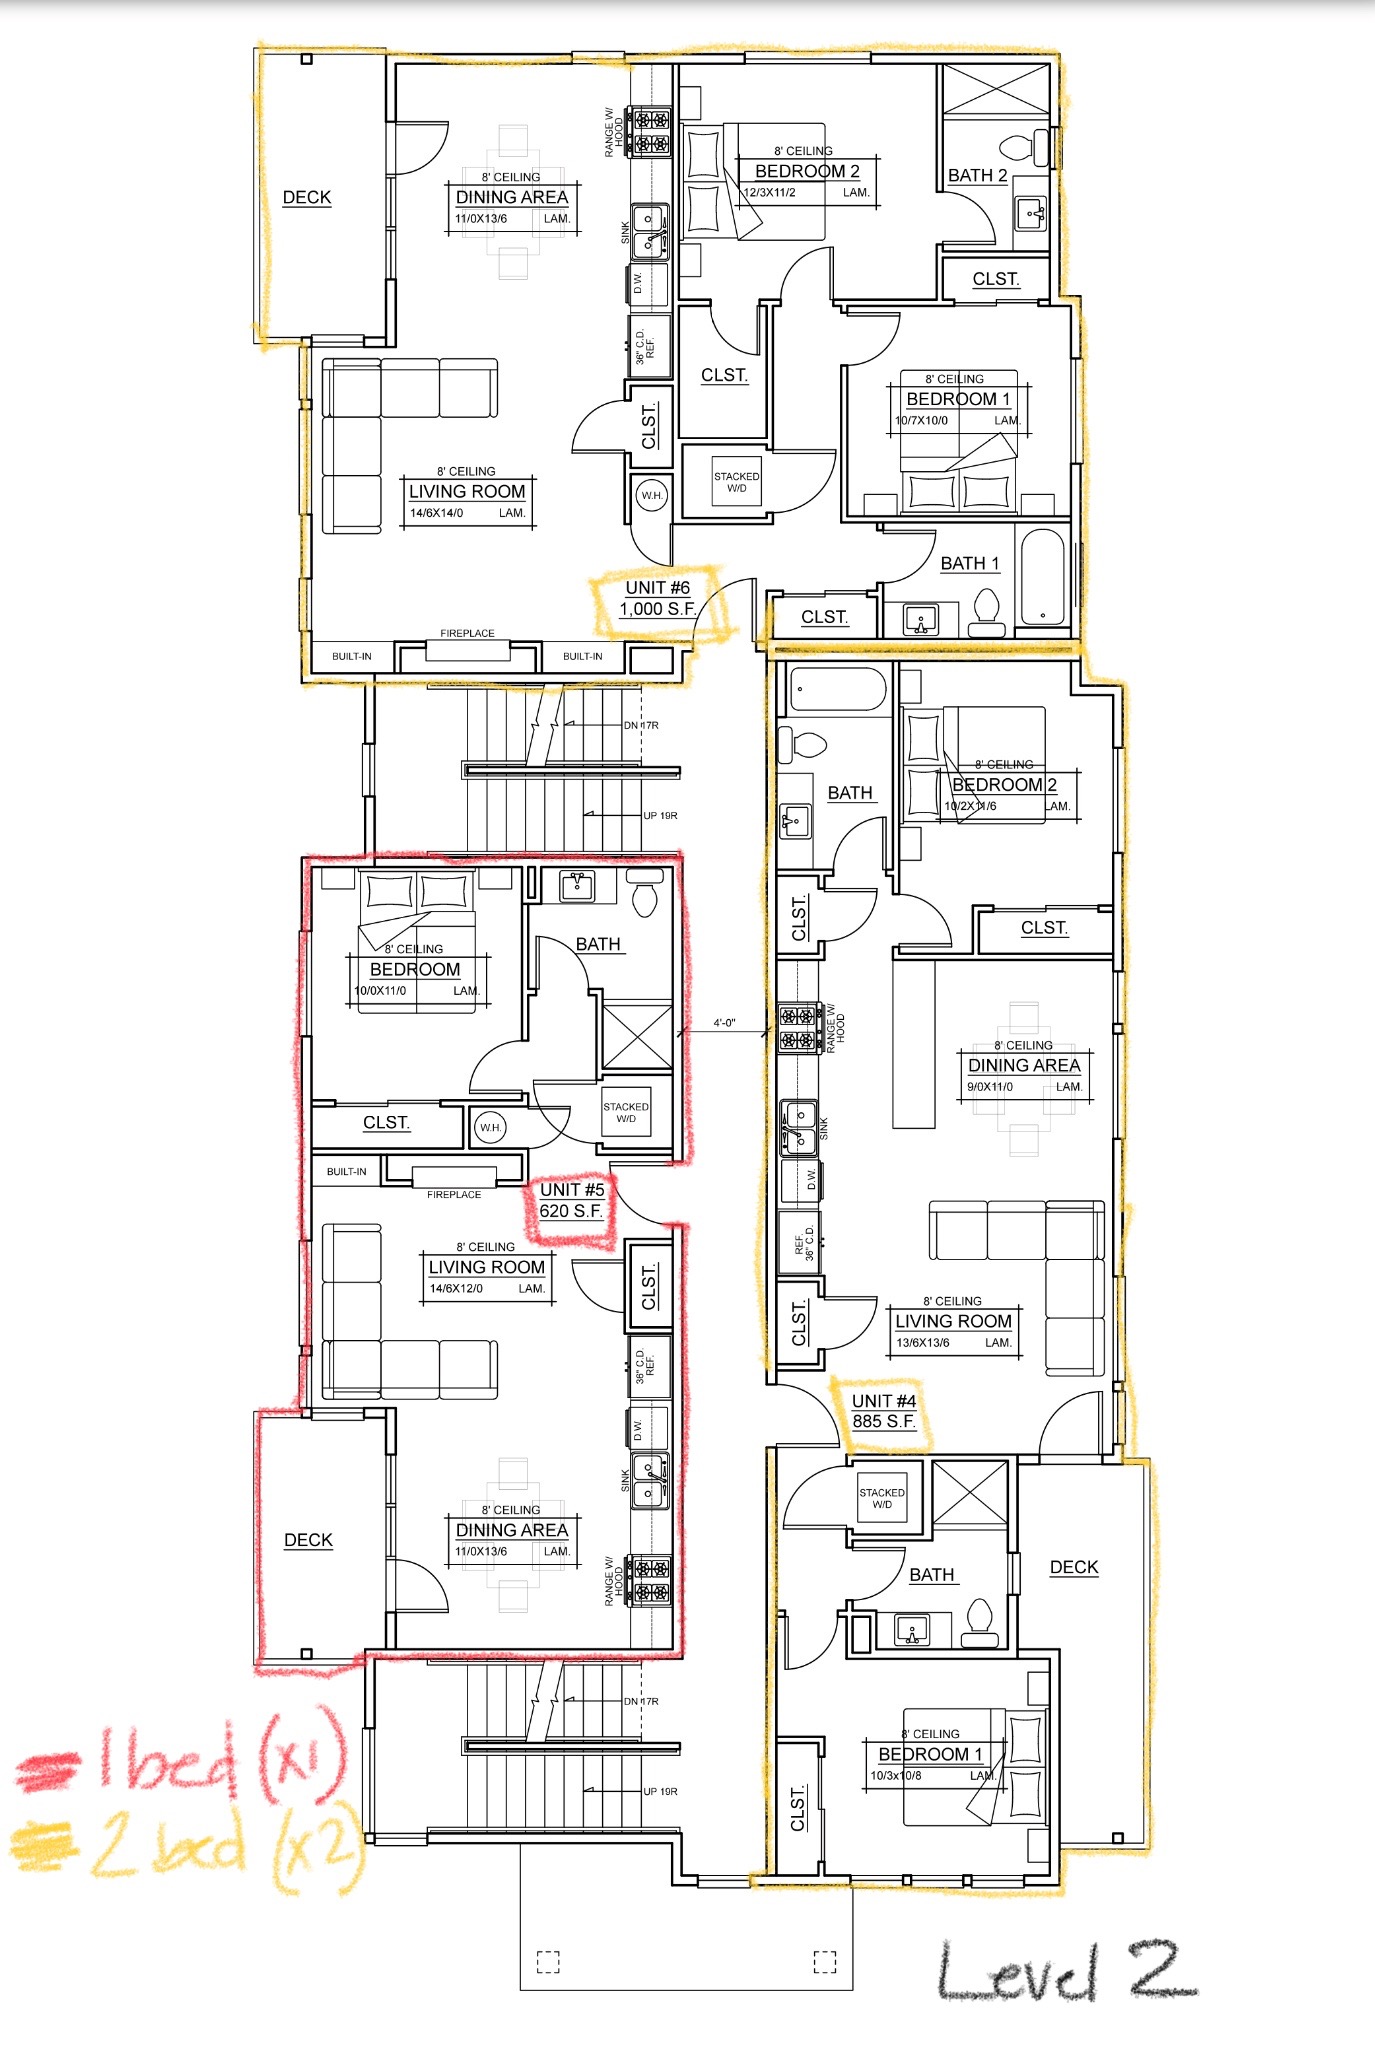 DECK
8' CEILING
DINING AREA
11/0X13/6 LAM.
RANGE W/
HOOD
SINK
D.W.
36" C.D.
REF.
8' CEILING
BEDROOM 2
12/3X11/2 LAM.
BATH 2
CLST.
CLST.
8' CEILING
BEDROOM 1
10/7X10/0 LAM.
CLST.
STACKED
W/D
W.H.
8' CEILING
LIVING ROOM
14/6X14/0 LAM.
BATH 1
UNIT #6
1,000 S.F.
CLST.
FIREPLACE
BUILT-IN
BUILT-IN
DN 17R
UP 19R
BATH
8' CEILING
BEDROOM 2
10/2X11/6 LAM.
CLST.
CLST.
8' CEILING
BEDROOM
10/0X11/0 LAM.
BATH
4'-0"
RANGE W/
HOOD
8' CEILING
DINING AREA
9/0X11/0 LAM.
SINK
D.W.
REF.
36" C.D.
CLST.
W.H.
STACKED
W/D
BUILT-IN
FIREPLACE
UNIT #5
620 S.F.
8' CEILING
LIVING ROOM
14/6X12/0 LAM.
CLST.
CLST.
8' CEILING
LIVING ROOM
13/6X13/6 LAM.
36" C.D.
REF.
D.W.
SINK
UNIT #4
885 S.F.
DECK
8' CEILING
DINING AREA
11/0X13/6 LAM.
RANGE W/
HOOD
STACKED
W/D
BATH
DECK
DN 17R
UP 19R
8' CEILING
BEDROOM 1
10/3x10/8 LAM.
CLST.
1 bed (x1)
2 bed (x2)
Level 2